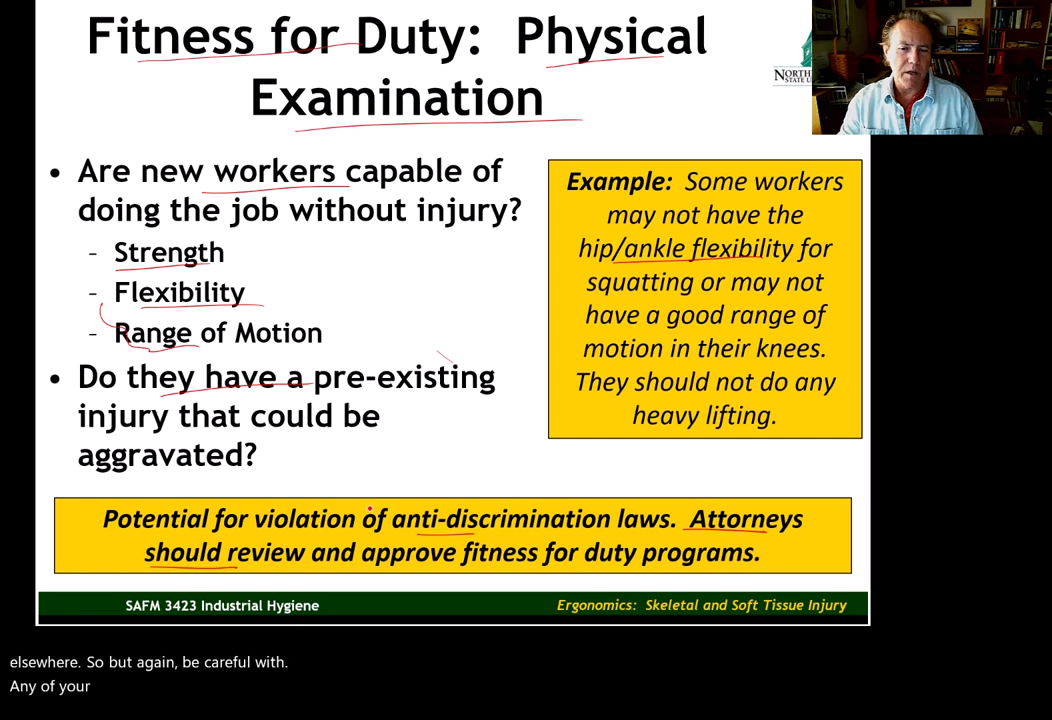 Fitness for Duty: Physical
Examination
NORTH
STATE U
• Are new workers capable of
doing the job without injury?
– Strength
– Flexibility
– Range of Motion
• Do they have a pre-existing
injury that could be
aggravated?
Example: Some workers
may not have the
hip/ankle flexibility for
squatting or may not
have a good range of
motion in their knees.
They should not do any
heavy lifting.
Potential for violation of anti-discrimination laws. Attorneys
should review and approve fitness for duty programs.
SAFM 3423 Industrial Hygiene
Ergonomics: Skeletal and Soft Tissue Injury
elsewhere. So but again, be careful with.
Any of your